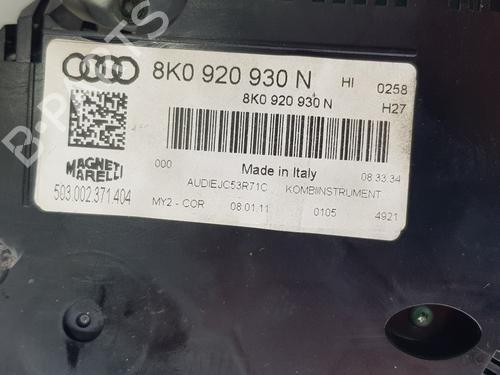 8K0 920 930 N HI 0258
8K0 920 930 N H27
MAGNETI
MARELLI
000 Made in Italy 08.33.34
AUDIEJC53R71C KOMBIINSTRUMENT
503.002.371.404
MY2 - COR 08.01.11 0105 4921
B-PARTS